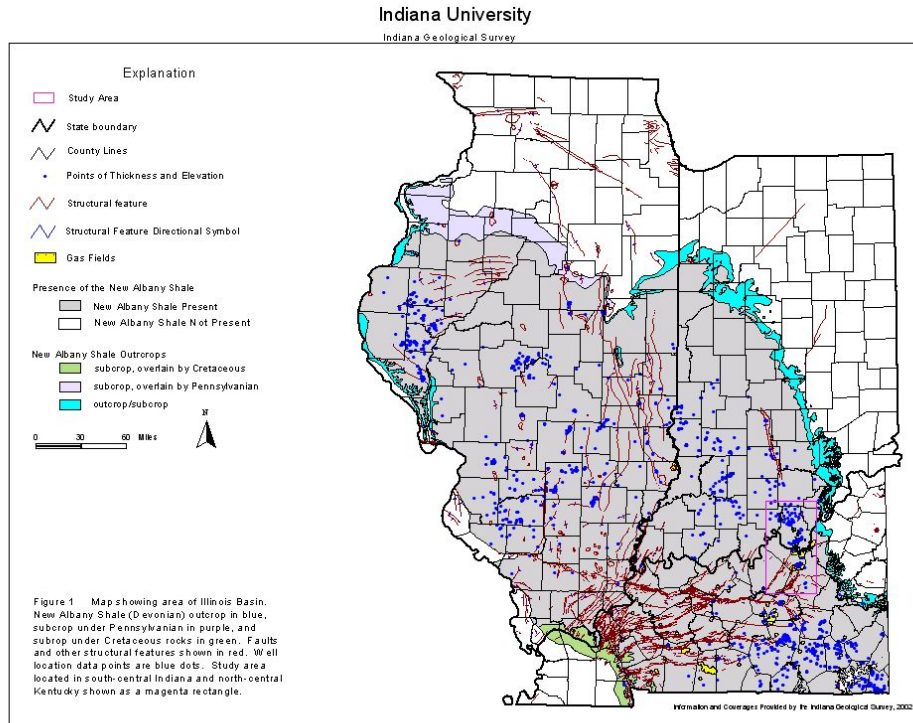 Indiana University
Indiana Geological Survey
Explanation
Study Area
State boundary
County Lines
Points of Thickness and Elevation
Structural feature
Structural Feature Directional Symbol
Gas Fields
Presence of the New Albany Shale
New Albany Shale Present
New Albany Shale Not Present
New Albany Shale Outcrops
subcrop, overlain by Cretaceous
subcrop, overlain by Pennsylvanian
outcrop/subcrop
N
0 30 60 Miles
Figure 1 Map showing area of Illinois Basin.
New Albany Shale (Devonian) outcrop in blue,
subcrop under Pennsylvanian in purple, and
subrop under Cretaceous rocks in green. Faults
and other structural features shown in red. Well
location data points are blue dots. Study area
located in south-central Indiana and north-central
Kentucky shown as a magenta rectangle.
Information and Coverages Provided by the Indiana Geological Survey, 2002